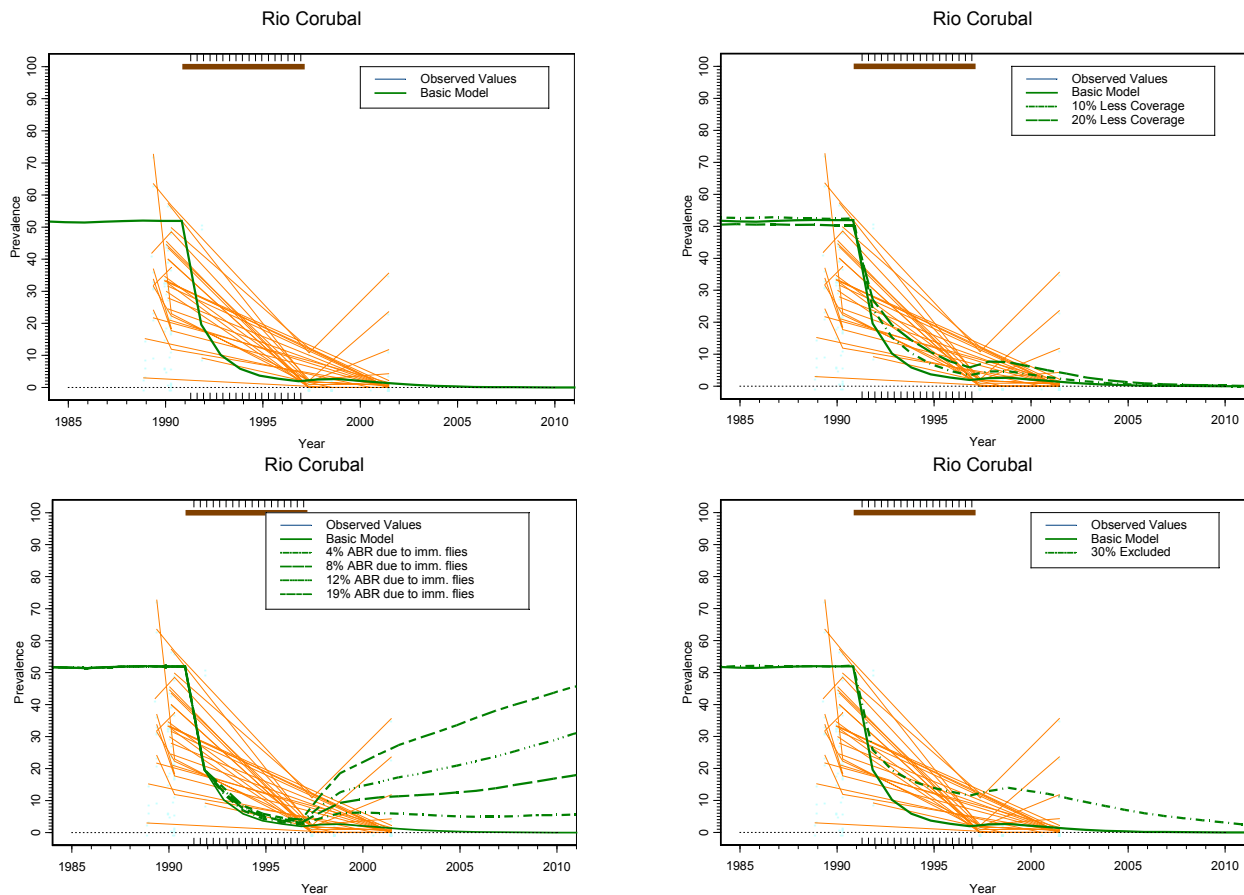 Rio Corubal
Prevalence
0 10 20 30 40 50 60 70 80 90 100
Observed Values
Basic Model
1985 1990 1995 2000 2005 2010
Year
Rio Corubal
Prevalence
0 10 20 30 40 50 60 70 80 90 100
Observed Values
Basic Model
10% Less Coverage
20% Less Coverage
1985 1990 1995 2000 2005 2010
Year
Rio Corubal
Prevalence
0 10 20 30 40 50 60 70 80 90 100
Observed Values
Basic Model
4% ABR due to imm. flies
8% ABR due to imm. flies
12% ABR due to imm. flies
19% ABR due to imm. flies
1985 1990 1995 2000 2005 2010
Year
Rio Corubal
Prevalence
0 10 20 30 40 50 60 70 80 90 100
Observed Values
Basic Model
30% Excluded
1985 1990 1995 2000 2005 2010
Year